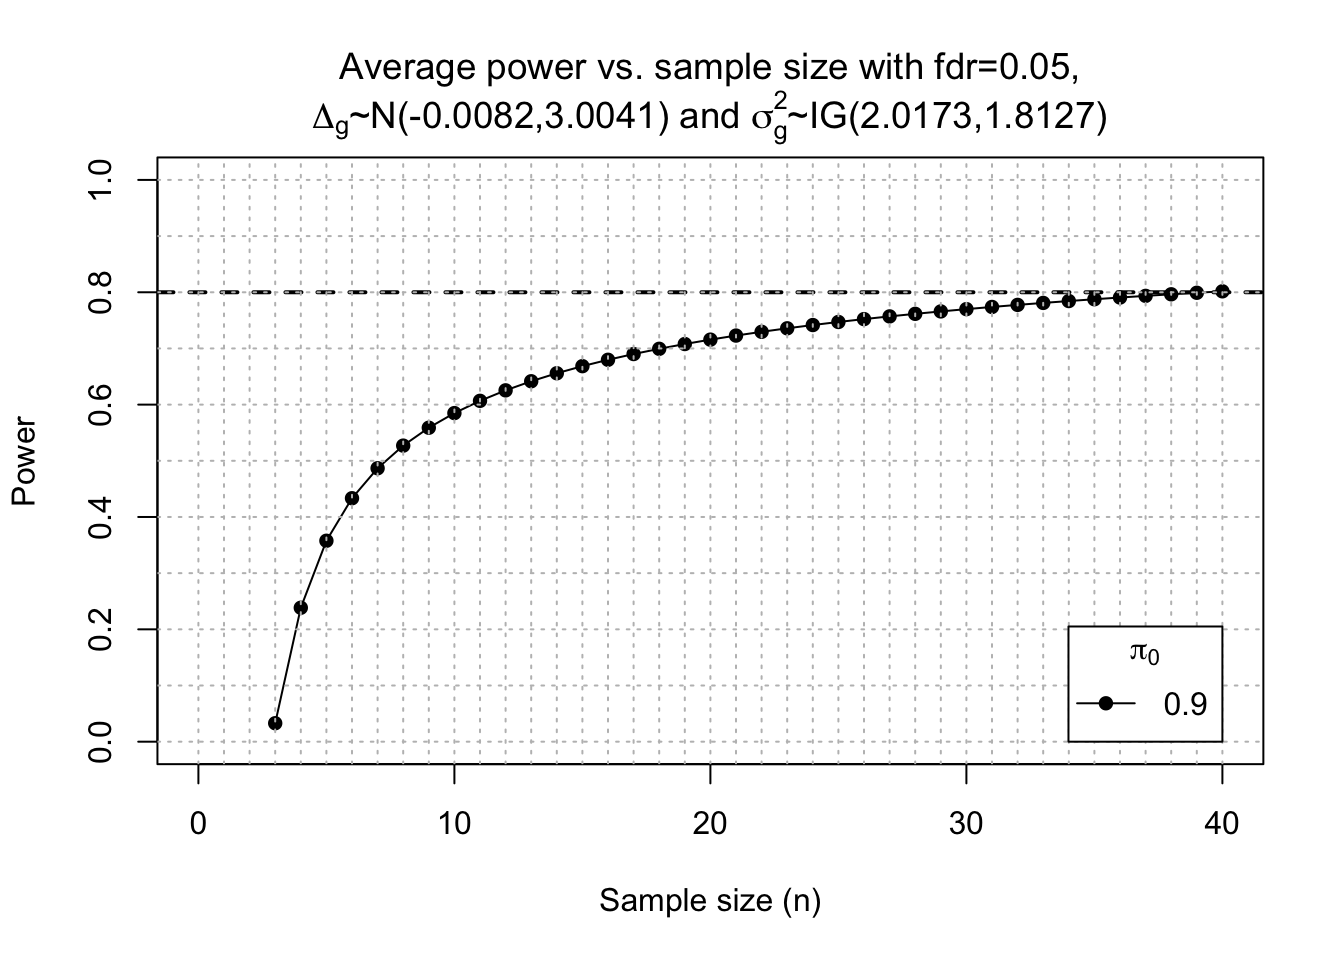 Average power vs. sample size with fdr=0.05,
Δg~N(-0.0082,3.0041) and σg²~IG(2.0173,1.8127)
Power
1.0
0.8
0.6
0.4
0.2
0.0
π₀
0.9
0 10 20 30 40
Sample size (n)